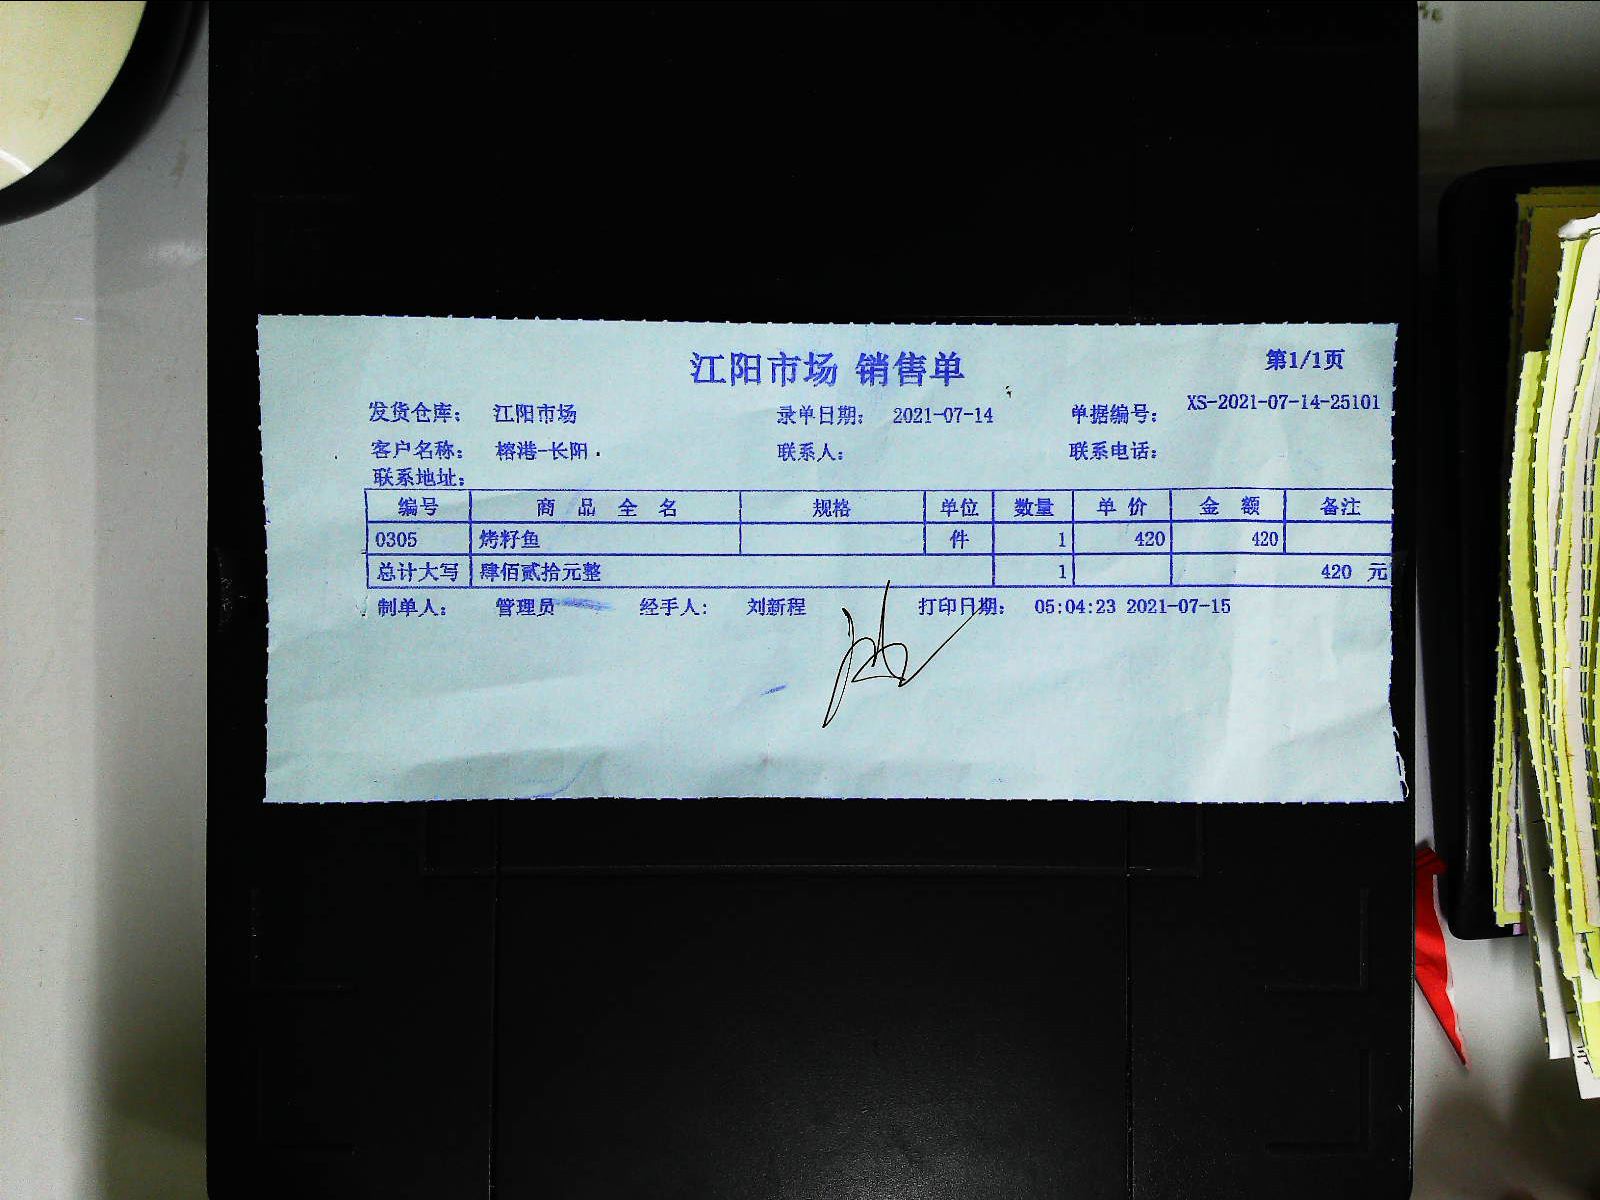 江阳市场 销售单
第1/1页
发货仓库： 江阳市场 录单日期： 2021-07-14 单据编号： XS-2021-07-14-25101
客户名称： 榕港-长阳 联系人： 联系电话：
联系地址：
编号 商品全名 规格 单位 数量 单价 金额 备注
0305 烤籽鱼 件 1 420 420
总计大写 肆佰贰拾元整 1 420 元
制单人： 管理员 经手人： 刘新程 打印日期： 05:04:23 2021-07-15